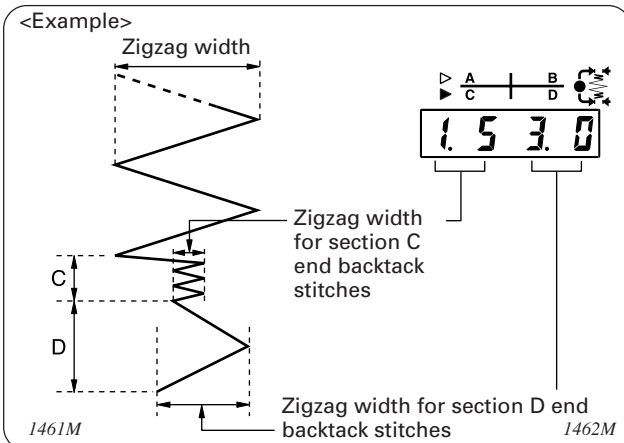 <Example>
Zigzag width
A B
C D
1. 5 3. 0
Zigzag width
for section C
end backtack
stitches
C
D
Zigzag width for section D end
backtack stitches
1461M
1462M